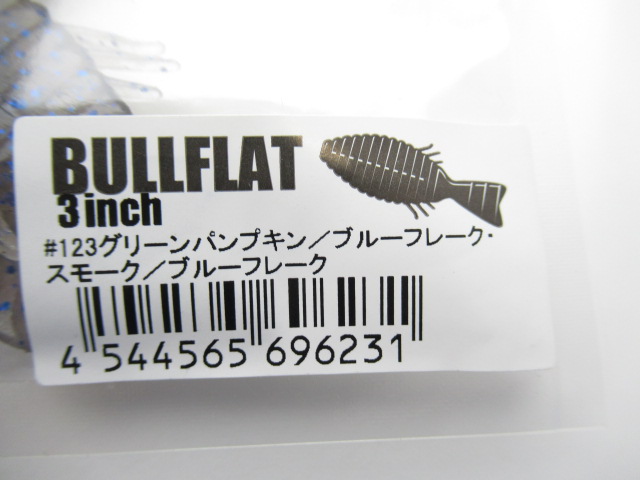 BULLFLAT
3inch
#123グリーンパンプキン／ブルーフレーク・
スモーク／ブルーフレーク
4 544565 696231